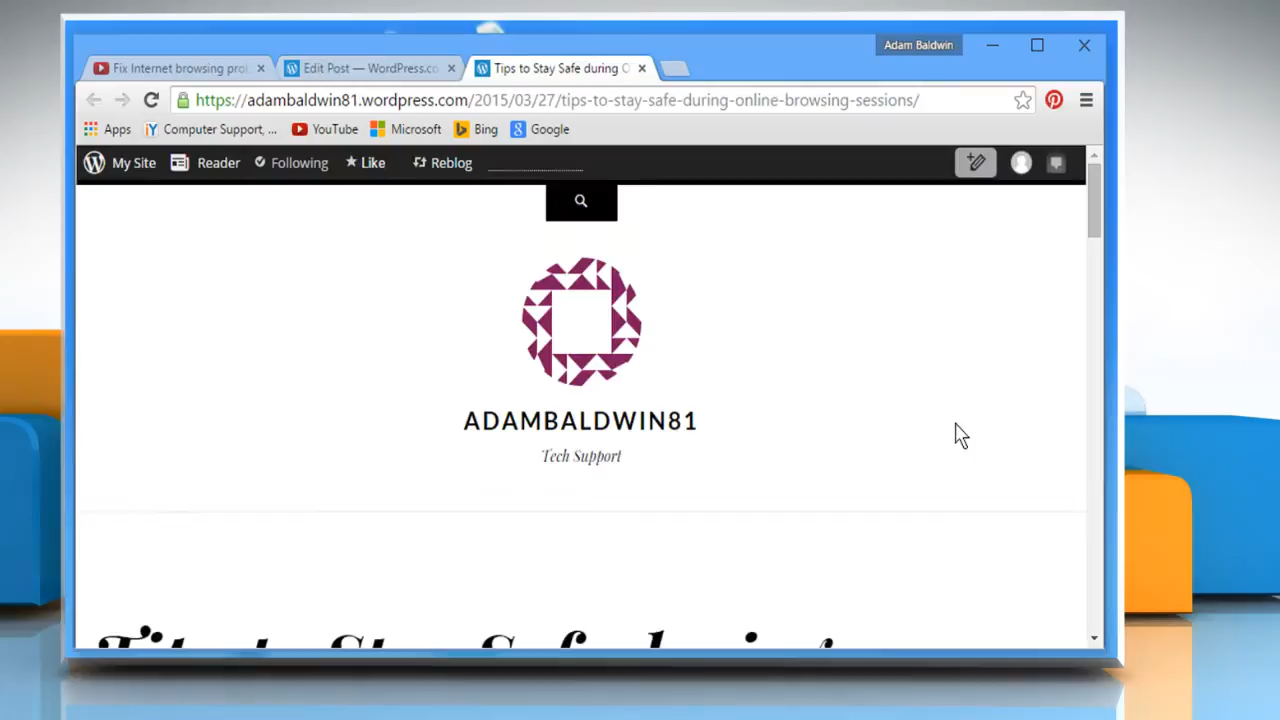 Adam Baldwin
Fix Internet browsing pro
Edit Post — WordPress.co
Tips to Stay Safe during O
https://adambaldwin81.wordpress.com/2015/03/27/tips-to-stay-safe-during-online-browsing-sessions/
Apps Computer Support, ... YouTube Microsoft Bing Google
My Site Reader Following Like Reblog
ADAMBALDWIN81
Tech Support